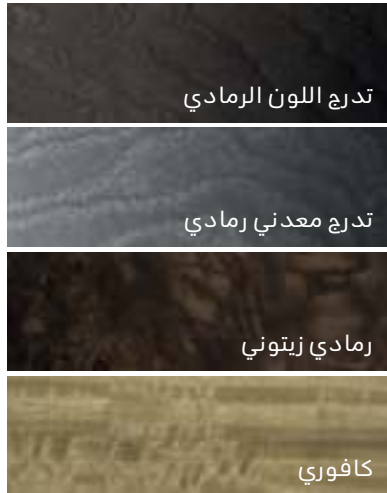 تدرج اللون الرمادي
تدرج معدني رمادي
رمادي زيتوني
كافوري